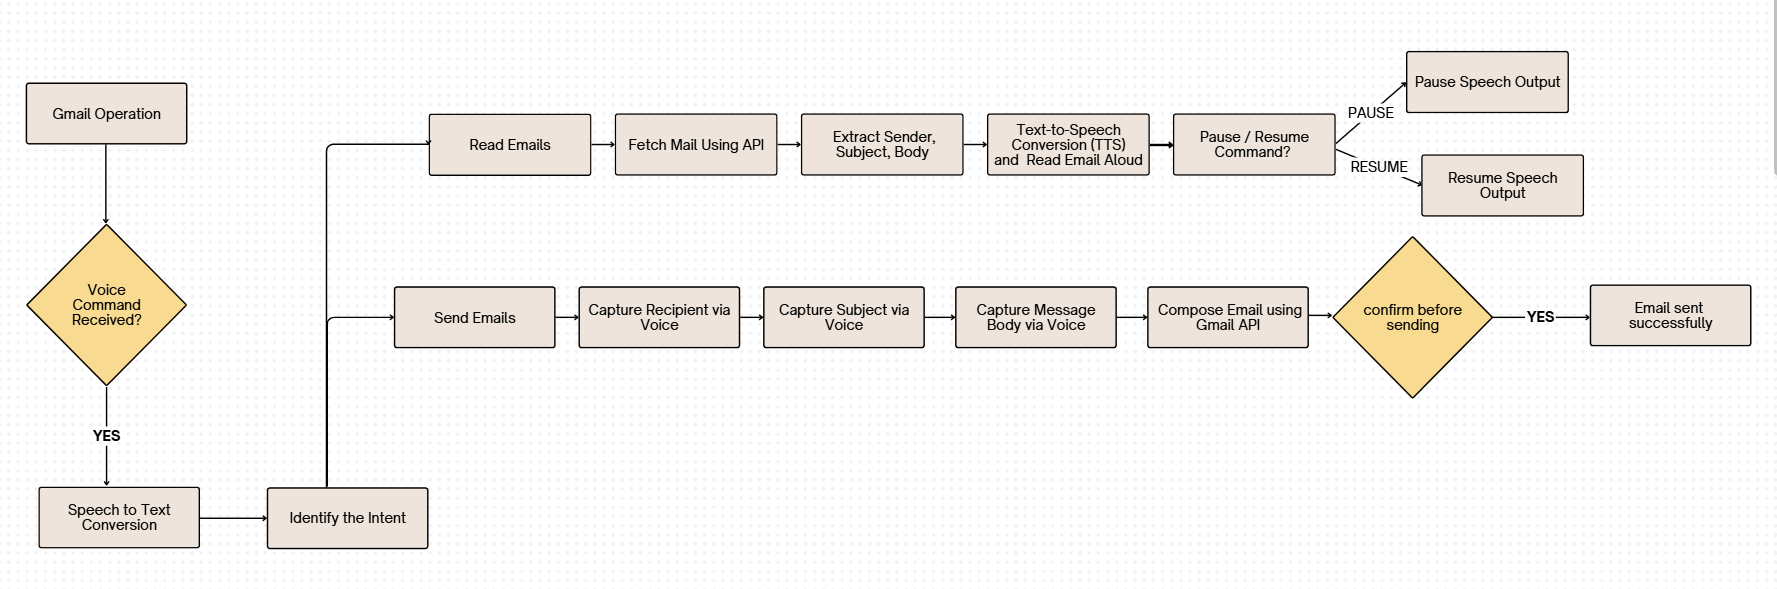 Gmail Operation
Voice
Command
Received?
YES
Speech to Text
Conversion
Identify the Intent
Read Emails
Fetch Mail Using API
Extract Sender,
Subject, Body
Text-to-Speech
Conversion (TTS)
and Read Email Aloud
Pause / Resume
Command?
PAUSE
Pause Speech Output
RESUME
Resume Speech
Output
Send Emails
Capture Recipient via
Voice
Capture Subject via
Voice
Capture Message
Body via Voice
Compose Email using
Gmail API
confirm before
sending
YES
Email sent
successfully